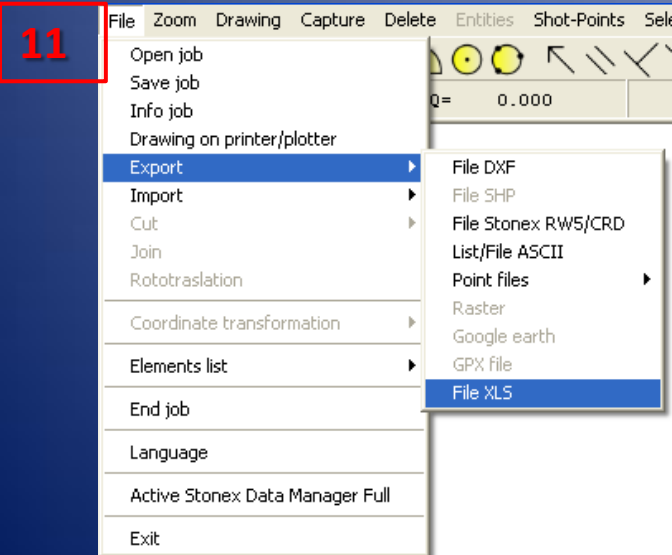 11
File Zoom Drawing Capture Delete Entities Shot-Points
Q= 0.000
Open job
Save job
Info job
Drawing on printer/plotter
Export
Import
Cut
Join
Rototraslation
Coordinate transformation
Elements list
End job
Language
Active Stonex Data Manager Full
Exit
File DXF
File SHP
File Stonex RW5/CRD
List/File ASCII
Point files
Raster
Google earth
GPX file
File XLS